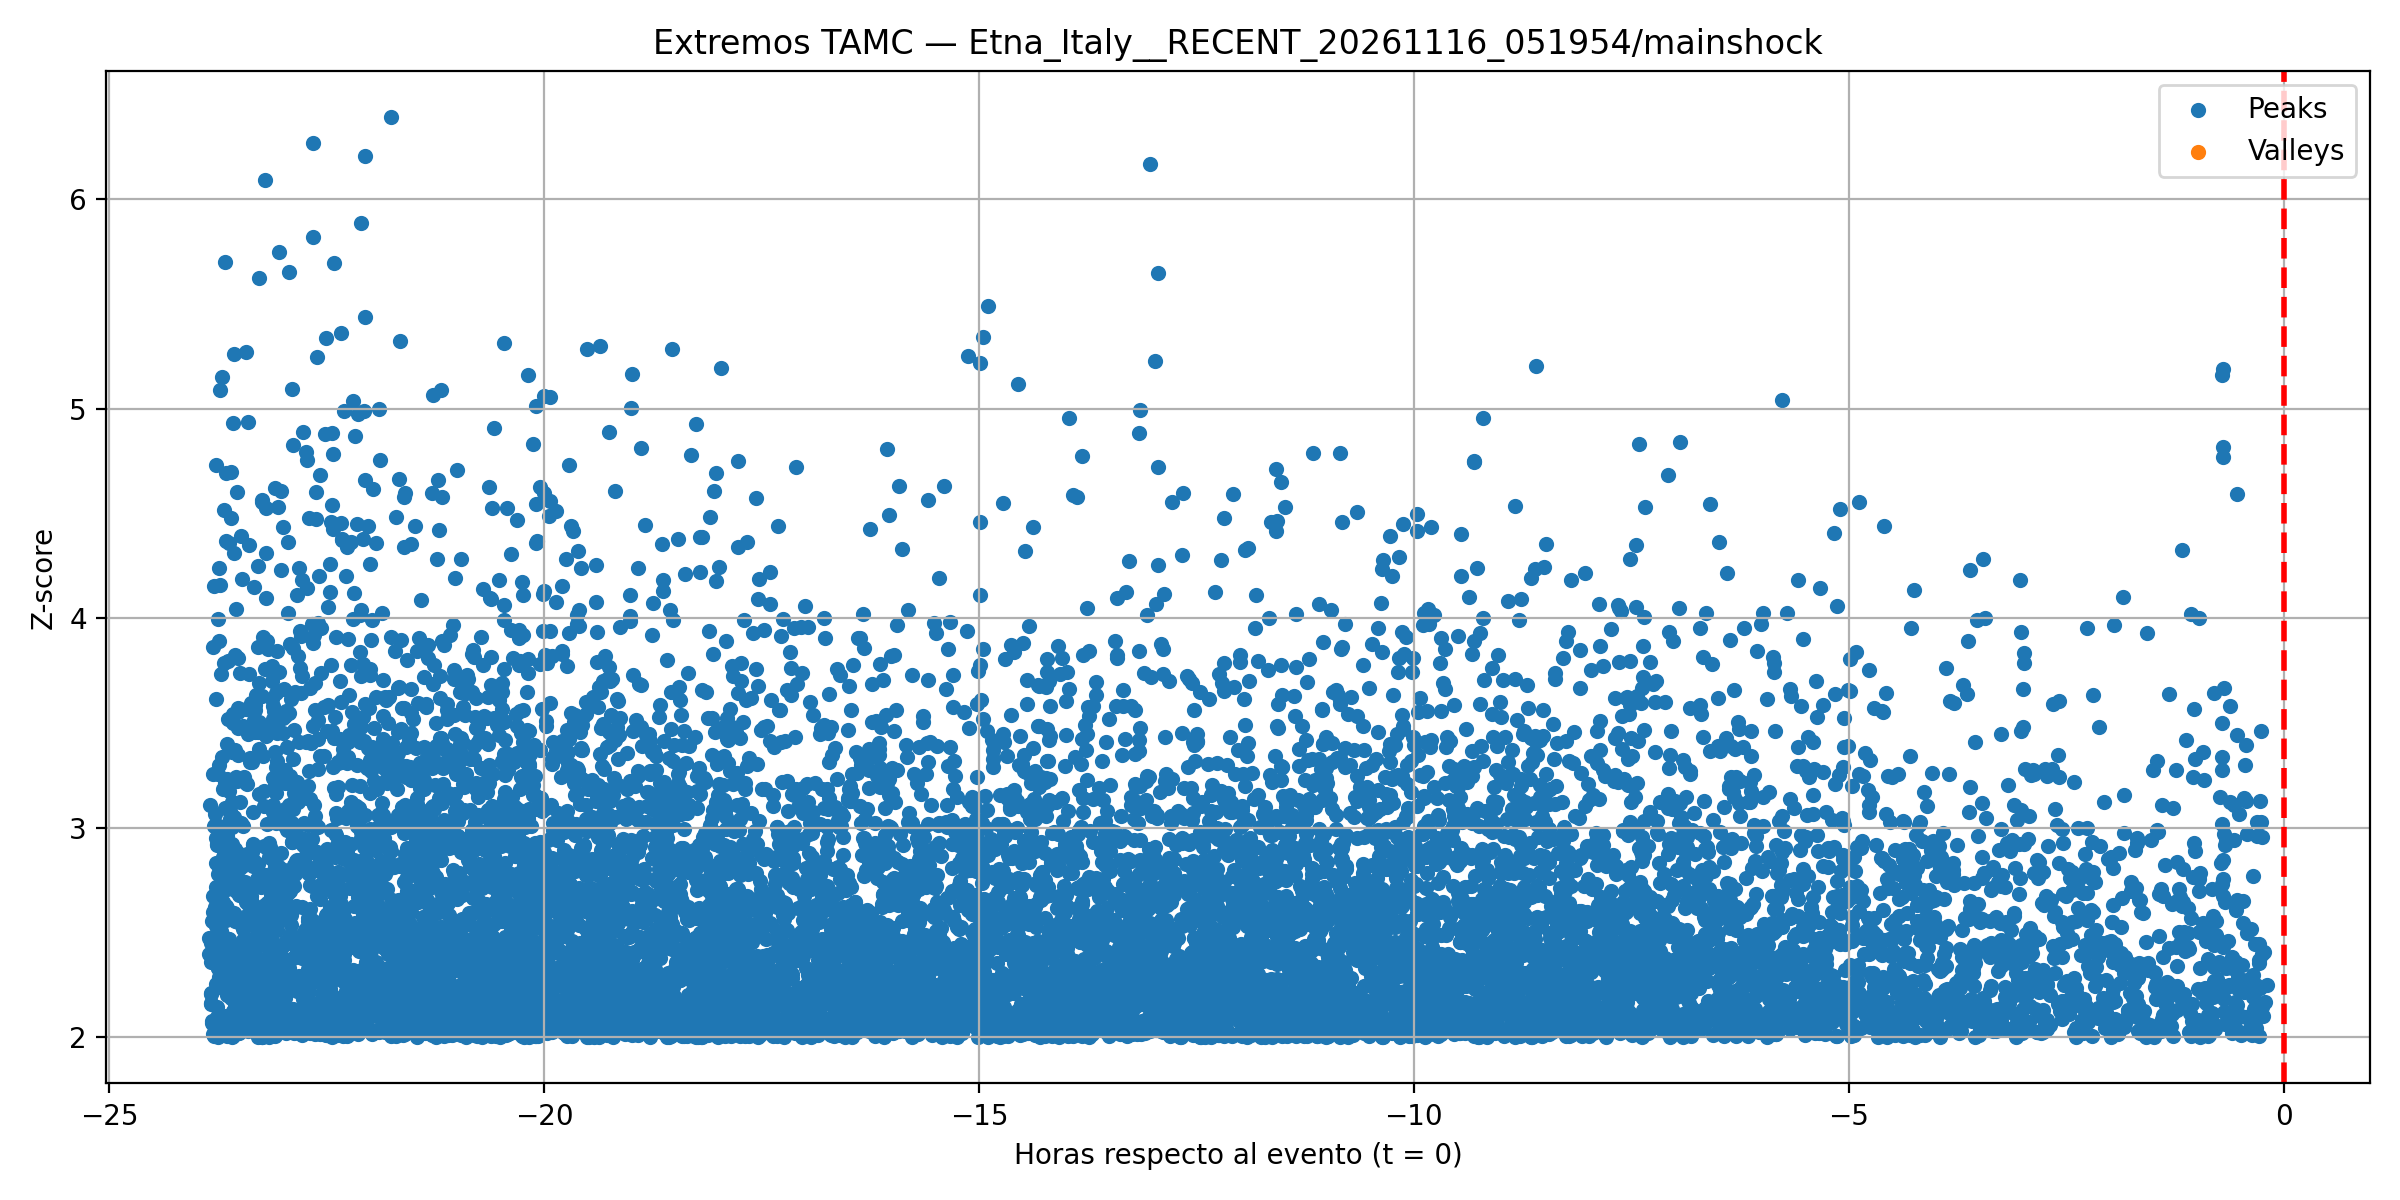 Extremos TAMC — Etna_Italy__RECENT_20261116_051954/mainshock
Peaks
Valleys
Z-score
6
5
4
3
2
−25
−20
−15
−10
−5
0
Horas respecto al evento (t = 0)